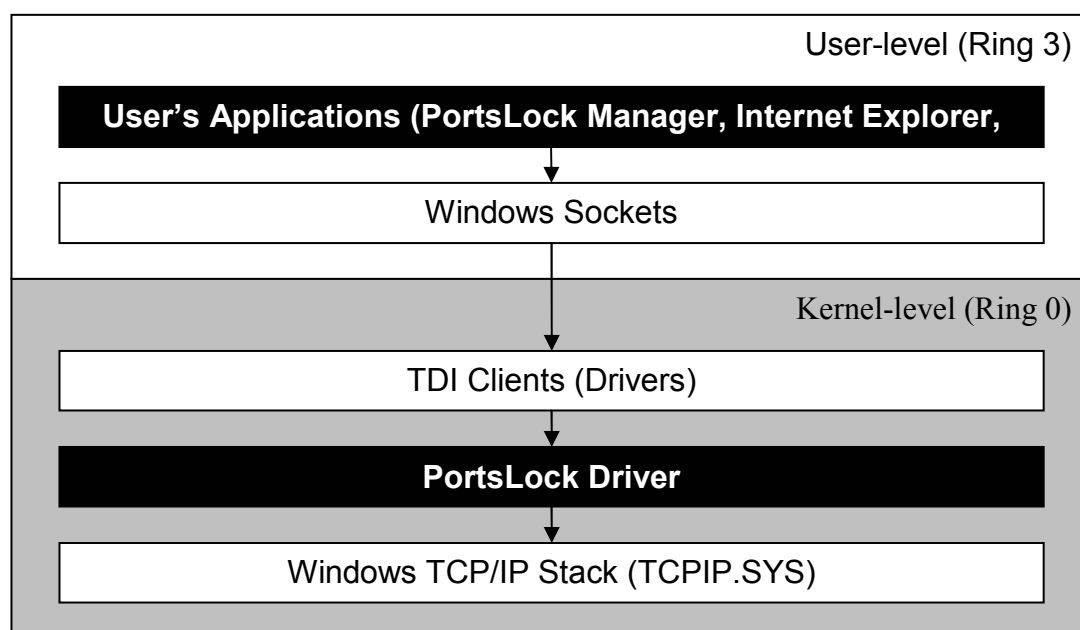 User-level (Ring 3)
User's Applications (PortsLock Manager, Internet Explorer,
Windows Sockets
Kernel-level (Ring 0)
TDI Clients (Drivers)
PortsLock Driver
Windows TCP/IP Stack (TCPIP.SYS)